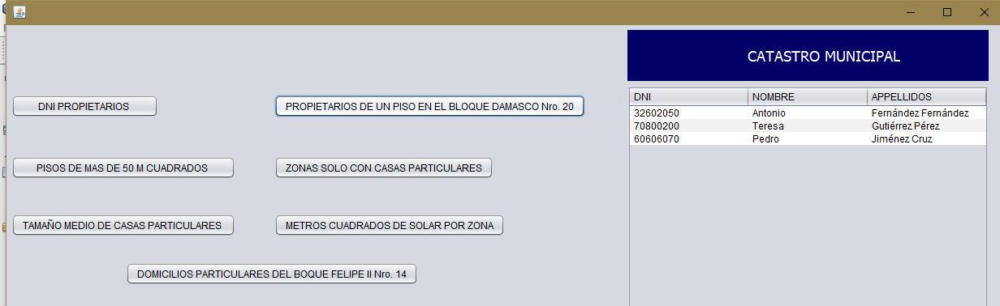 CATASTRO MUNICIPAL
DNI PROPIETARIOS
PROPIETARIOS DE UN PISO EN EL BLOQUE DAMASCO Nro. 20
PISOS DE MAS DE 50 M CUADRADOS
ZONAS SOLO CON CASAS PARTICULARES
TAMAÑO MEDIO DE CASAS PARTICULARES
METROS CUADRADOS DE SOLAR POR ZONA
DOMICILIOS PARTICULARES DEL BOQUE FELIPE II Nro. 14
DNI NOMBRE APPELLIDOS
32602050 Antonio Fernández Fernández
70800200 Teresa Gutiérrez Pérez
60606070 Pedro Jiménez Cruz